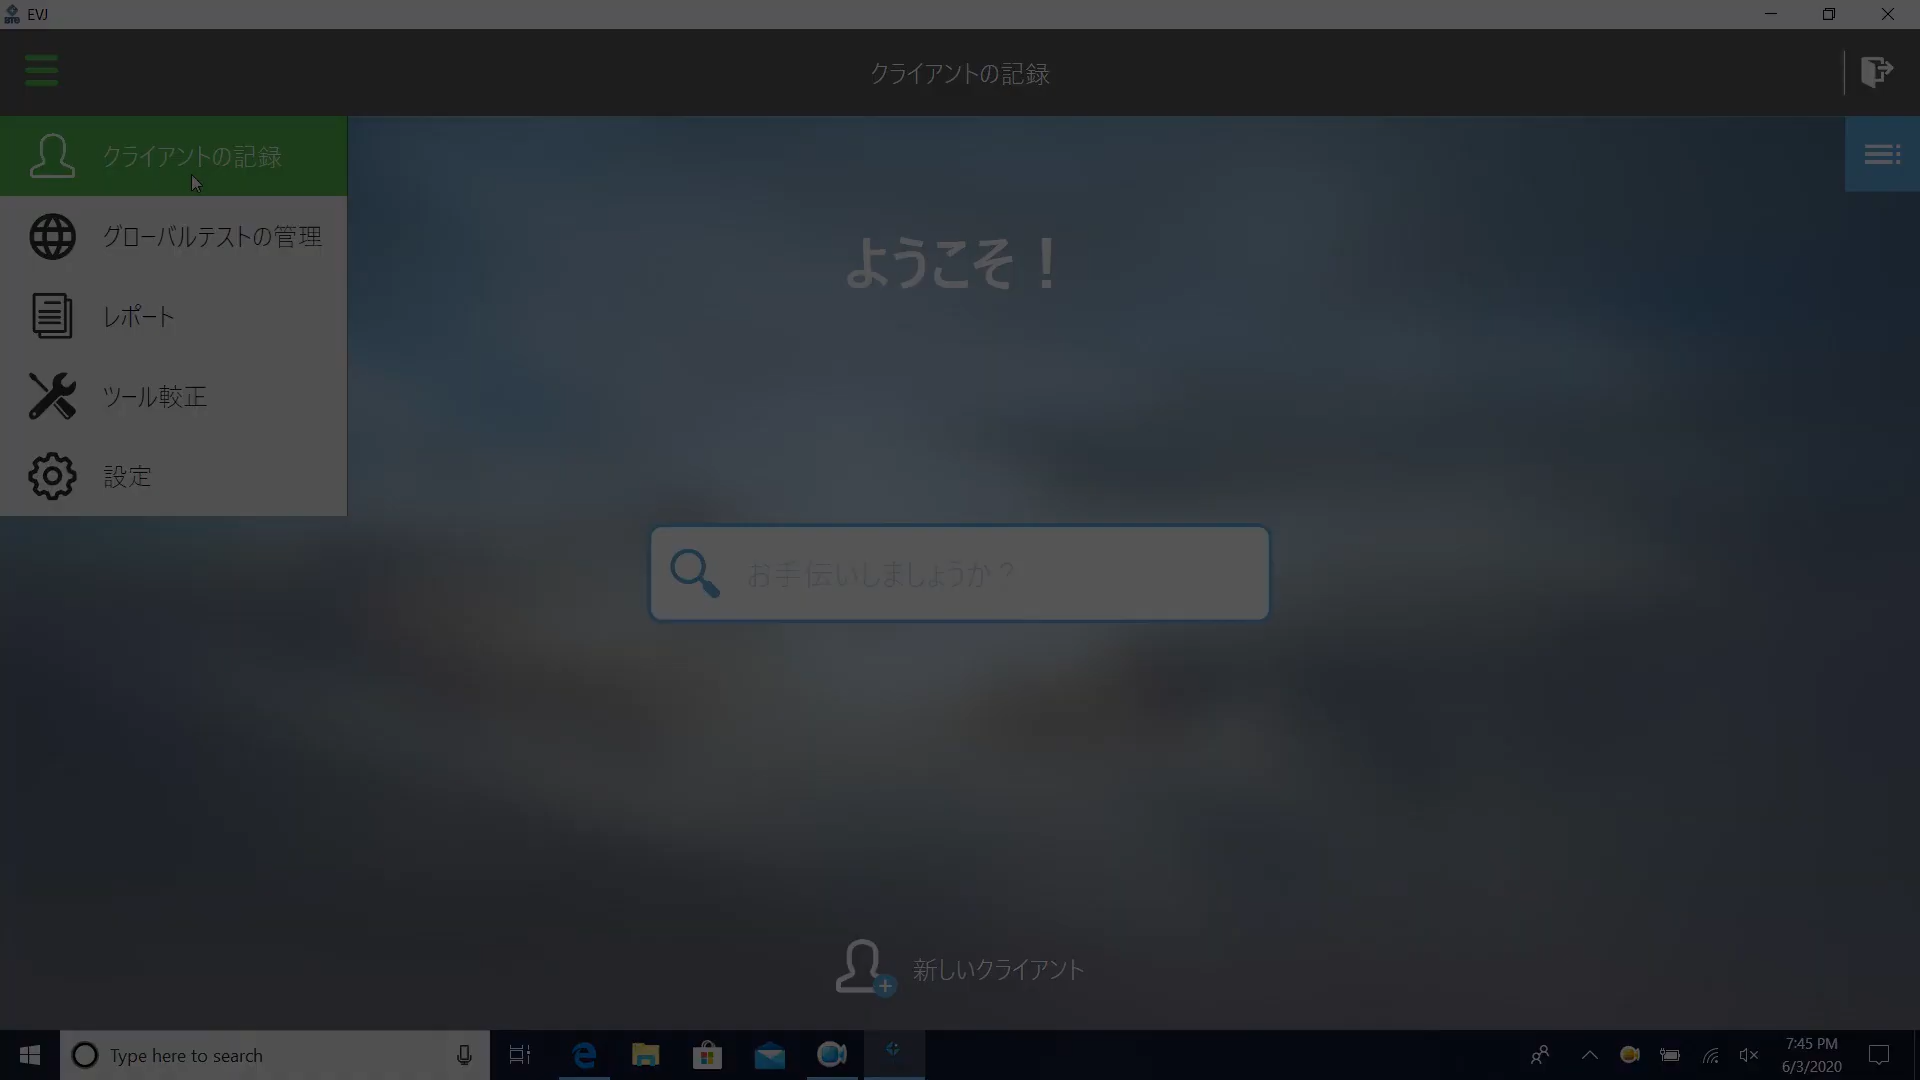 EVJ
クライアントの記録
クライアントの記録
グローバルテストの管理
レポート
ツール較正
設定
ようこそ！
お手伝いしましょうか？
新しいクライアント
Type here to search
7:45 PM
6/3/2020